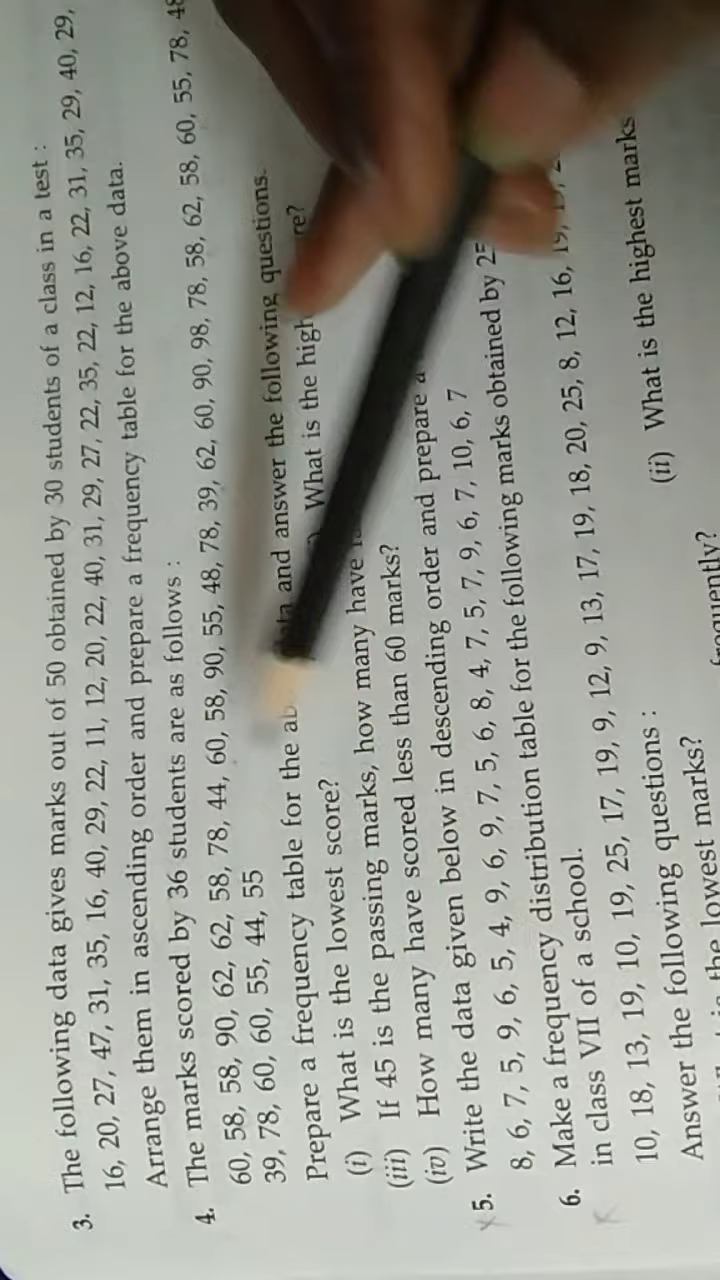 3. The following data gives marks out of 50 obtained by 30 students of a class in a test :
16, 20, 27, 47, 31, 35, 16, 40, 29, 22, 11, 12, 20, 22, 40, 31, 29, 27, 22, 35, 22, 12, 16, 22, 31, 35, 29, 40, 29,
Arrange them in ascending order and prepare a frequency table for the above data.
4. The marks scored by 36 students are as follows :
60, 58, 58, 90, 62, 62, 58, 78, 44, 60, 58, 90, 55, 48, 78, 39, 62, 60, 90, 98, 78, 58, 62, 58, 60, 55, 78, 48
39, 78, 60, 60, 55, 44, 55
Prepare a frequency table for the and answer the following questions.
(i) What is the lowest score? What is the
(iii) If 45 is the passing marks, how many have
(iv) How many have scored less than 60 marks?
5. Write the data given below in descending order and prepare a
8, 6, 7, 5, 9, 6, 5, 4, 9, 6, 9, 7, 5, 6, 8, 4, 7, 5, 7, 9, 6, 7, 10, 6, 7
6. Make a frequency distribution table for the following marks obtained by
in class VII of a school.
10, 18, 13, 19, 10, 19, 25, 17, 19, 9, 12, 9, 13, 17, 19, 18, 20, 25, 8, 12, 16,
Answer the following questions :
(ii) What is the highest marks
the lowest marks?